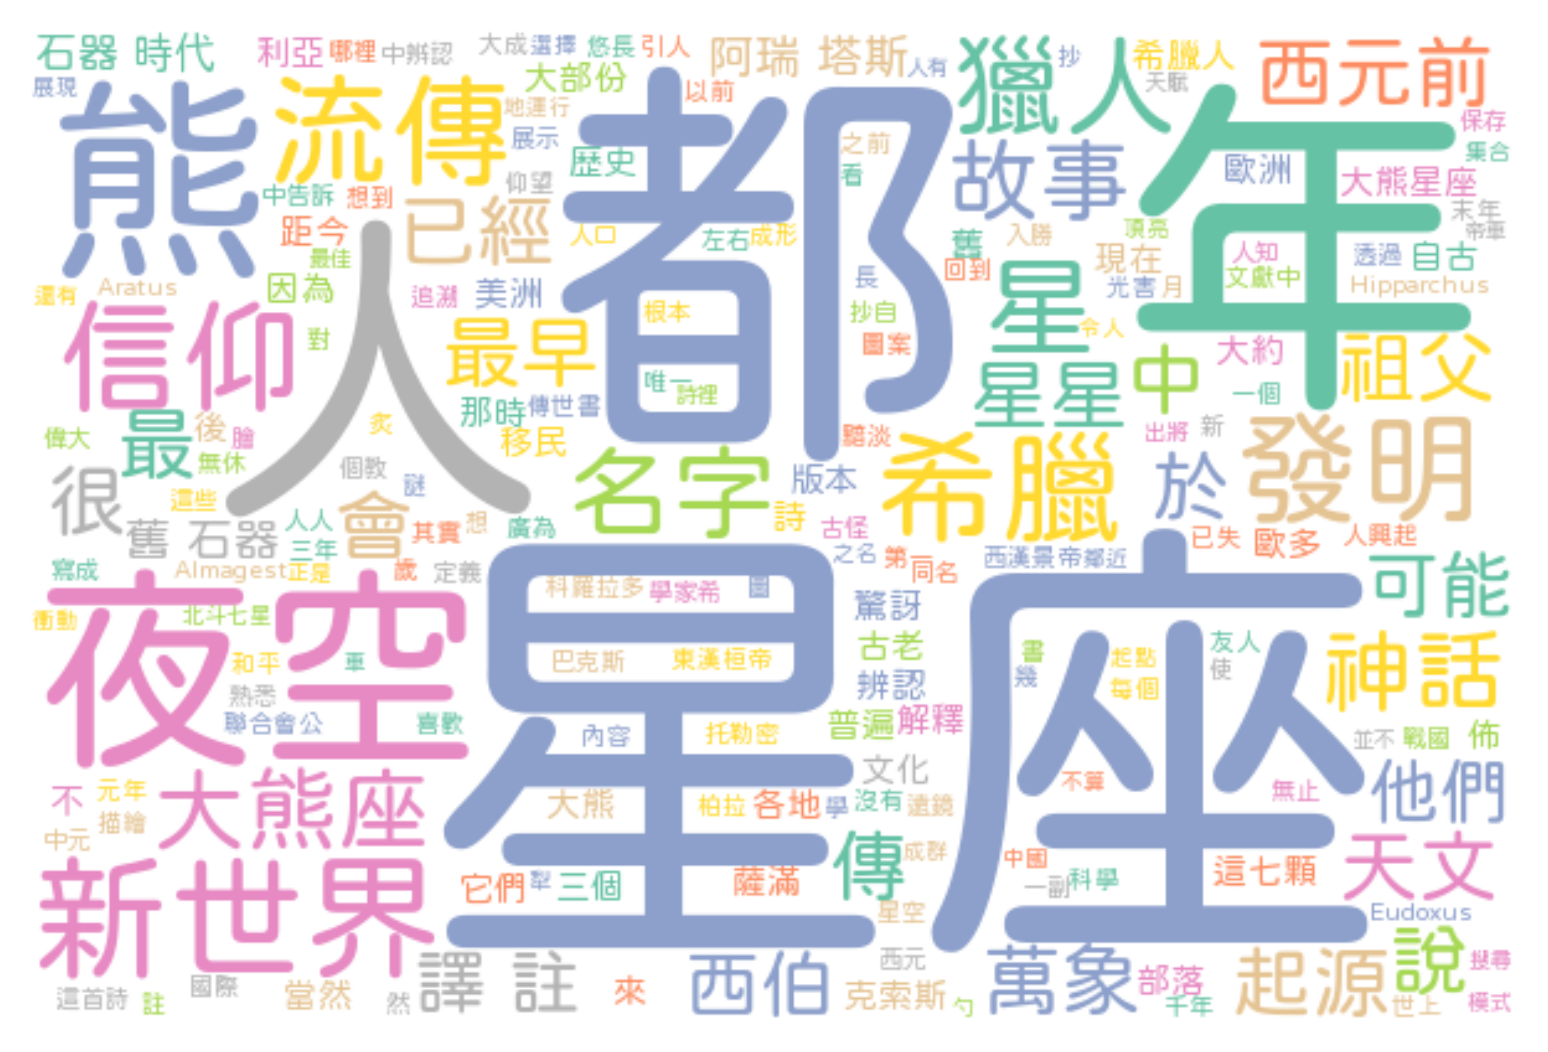 石器 時代 利亞 哪裡 中辨認 大成 選擇 悠長 引人 阿瑞 塔斯 人有 獵人 抄 希臘人 西元前
展現 熊 流傳 大部份 以前 都 天賦 年
地運行 展示 歷史 之前 故事 歐洲 保存 集合
中告訴 想到 仰望 看 大熊星座
距今 已經 人口 左右 成形 舊 入勝 頂亮 末年 帝車
最佳 回到 現在 人知 透過 自古
還有 Aratus 因為 人 追溯 美洲 長 星 光害 月 文獻中 Hipparchus
信仰 對 最早 根本 抄自 令人
圖案 大約 祖父
唯一 詩裡 星星 中 一個
那時 傳世書
偉大 最 後 膾 炙 移民 黯淡 希臘 出將 新 發明
無休 個教 謎 名字 版本 於
很 這些
舊 石器 人人 會 其實 想 廣為 詩 古怪 已失 歐多 人興起
三年 之名 第 西漢景帝 鄰近
寫成 Almagest 正是 歲 定義 同名 可能
夜空 星 科羅拉多 學家希 圖 驚訝 座
衝動 北斗七星 古老 書 起點 友人 神話
和平 車 巴克斯 東漢桓帝 辨認 幾 每個 使
熟悉
聯合會公 喜歡 內容 托勒密 普遍 解釋 並不 戰國 佈
不 元年 大熊座 文化 不算 無止 他們
中元 描繪 大熊 柏拉 各地 學 沒有 遠鏡
新世界 傳 成群 中國 天文
它們 犁 三個 薩滿 一副 科學 這七顆
星空 Eudoxus
譯 註 西伯 西元 萬象 部落 起源 說 搜尋
這首詩 註 國際 當然 然 來 克索斯 勺 千年 世上 模式